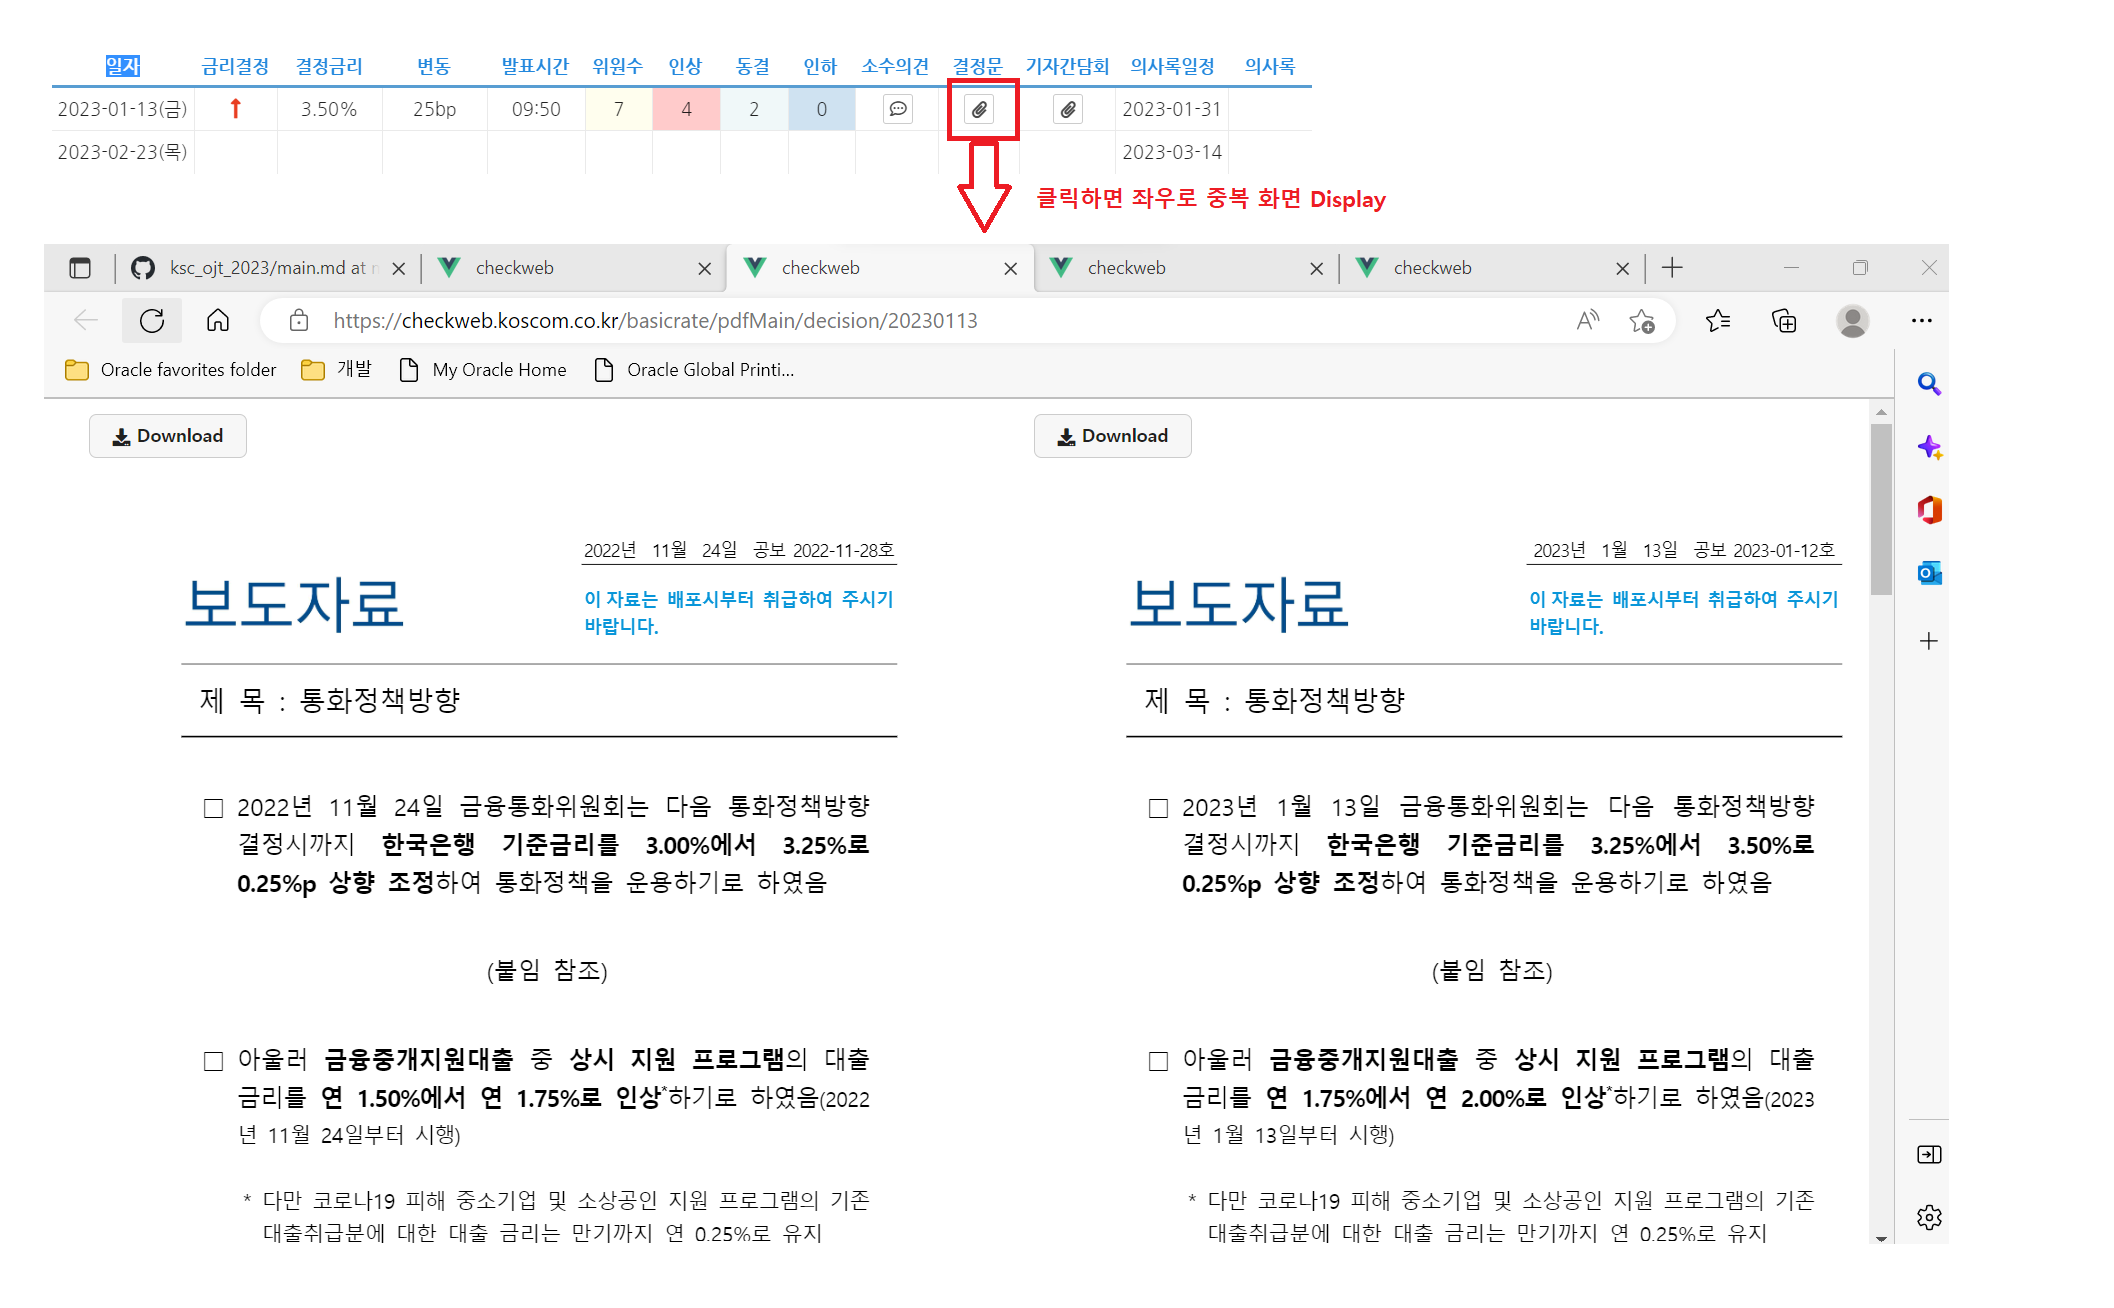 일자 금리결정 결정금리 변동 발표시간 위원수 인상 동결 인하 소수의견 결정문 기자간담회 의사록일정 의사록
2023-01-13(금) 3.50% 25bp 09:50 7 4 2 0 2023-01-31
2023-02-23(목) 2023-03-14
클릭하면 좌우로 중복 화면 Display
ksc_ojt_2023/main.md at checkweb checkweb checkweb checkweb
https://checkweb.koscom.co.kr/basicrate/pdfMain/decision/20230113
Oracle favorites folder 개발 My Oracle Home Oracle Global Printi...
Download
2022년 11월 24일 공보 2022-11-28호
보도자료
이 자료는 배포시부터 취급하여 주시기
바랍니다.
제 목 : 통화정책방향
□ 2022년 11월 24일 금융통화위원회는 다음 통화정책방향
결정시까지 한국은행 기준금리를 3.00%에서 3.25%로
0.25%p 상향 조정하여 통화정책을 운용하기로 하였음
(붙임 참조)
□ 아울러 금융중개지원대출 중 상시 지원 프로그램의 대출
금리를 연 1.50%에서 연 1.75%로 인상*하기로 하였음(2022
년 11월 24일부터 시행)
* 다만 코로나19 피해 중소기업 및 소상공인 지원 프로그램의 기존
대출취급분에 대한 대출 금리는 만기까지 연 0.25%로 유지
Download
2023년 1월 13일 공보 2023-01-12호
보도자료
이 자료는 배포시부터 취급하여 주시기
바랍니다.
제 목 : 통화정책방향
□ 2023년 1월 13일 금융통화위원회는 다음 통화정책방향
결정시까지 한국은행 기준금리를 3.25%에서 3.50%로
0.25%p 상향 조정하여 통화정책을 운용하기로 하였음
(붙임 참조)
□ 아울러 금융중개지원대출 중 상시 지원 프로그램의 대출
금리를 연 1.75%에서 연 2.00%로 인상*하기로 하였음(2023
년 1월 13일부터 시행)
* 다만 코로나19 피해 중소기업 및 소상공인 지원 프로그램의 기존
대출취급분에 대한 대출 금리는 만기까지 연 0.25%로 유지